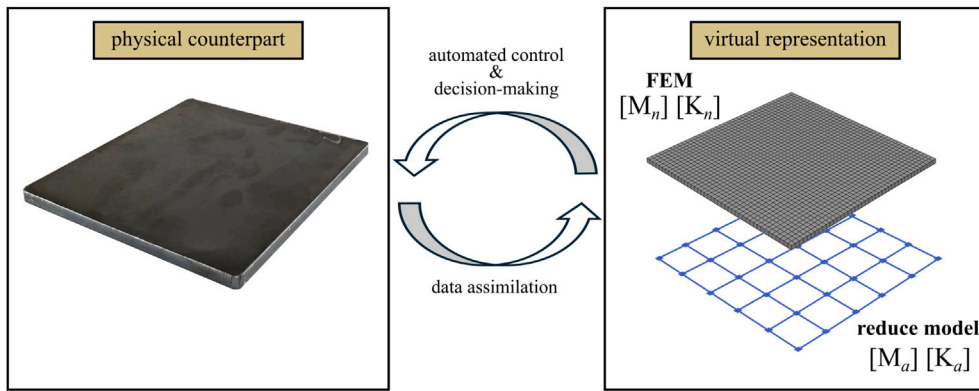 physical counterpart
automated control
&
decision-making
data assimilation
virtual representation
FEM
[Mₙ] [Kₙ]
reduce model
[Mₐ] [Kₐ]